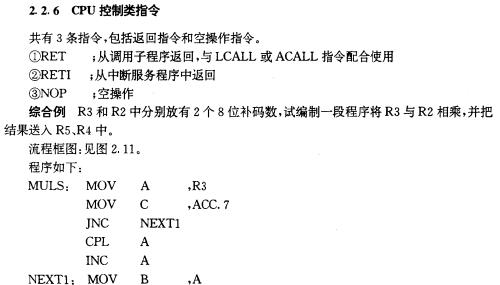 2.2.6 CPU 控制类指令
共有 3 条指令,包括返回指令和空操作指令。
①RET ;从调用子程序返回,与 LCALL 或 ACALL 指令配合使用
②RETI ;从中断服务程序中返回
③NOP ;空操作
综合例 R3 和 R2 中分别放有 2 个 8 位补码数,试编制一段程序将 R3 与 R2 相乘,并把
结果送入 R5、R4 中。
流程框图:见图 2.11。
程序如下:
MULS: MOV A ,R3
MOV C ,ACC.7
JNC NEXT1
CPL A
INC A
NEXT1: MOV B ,A